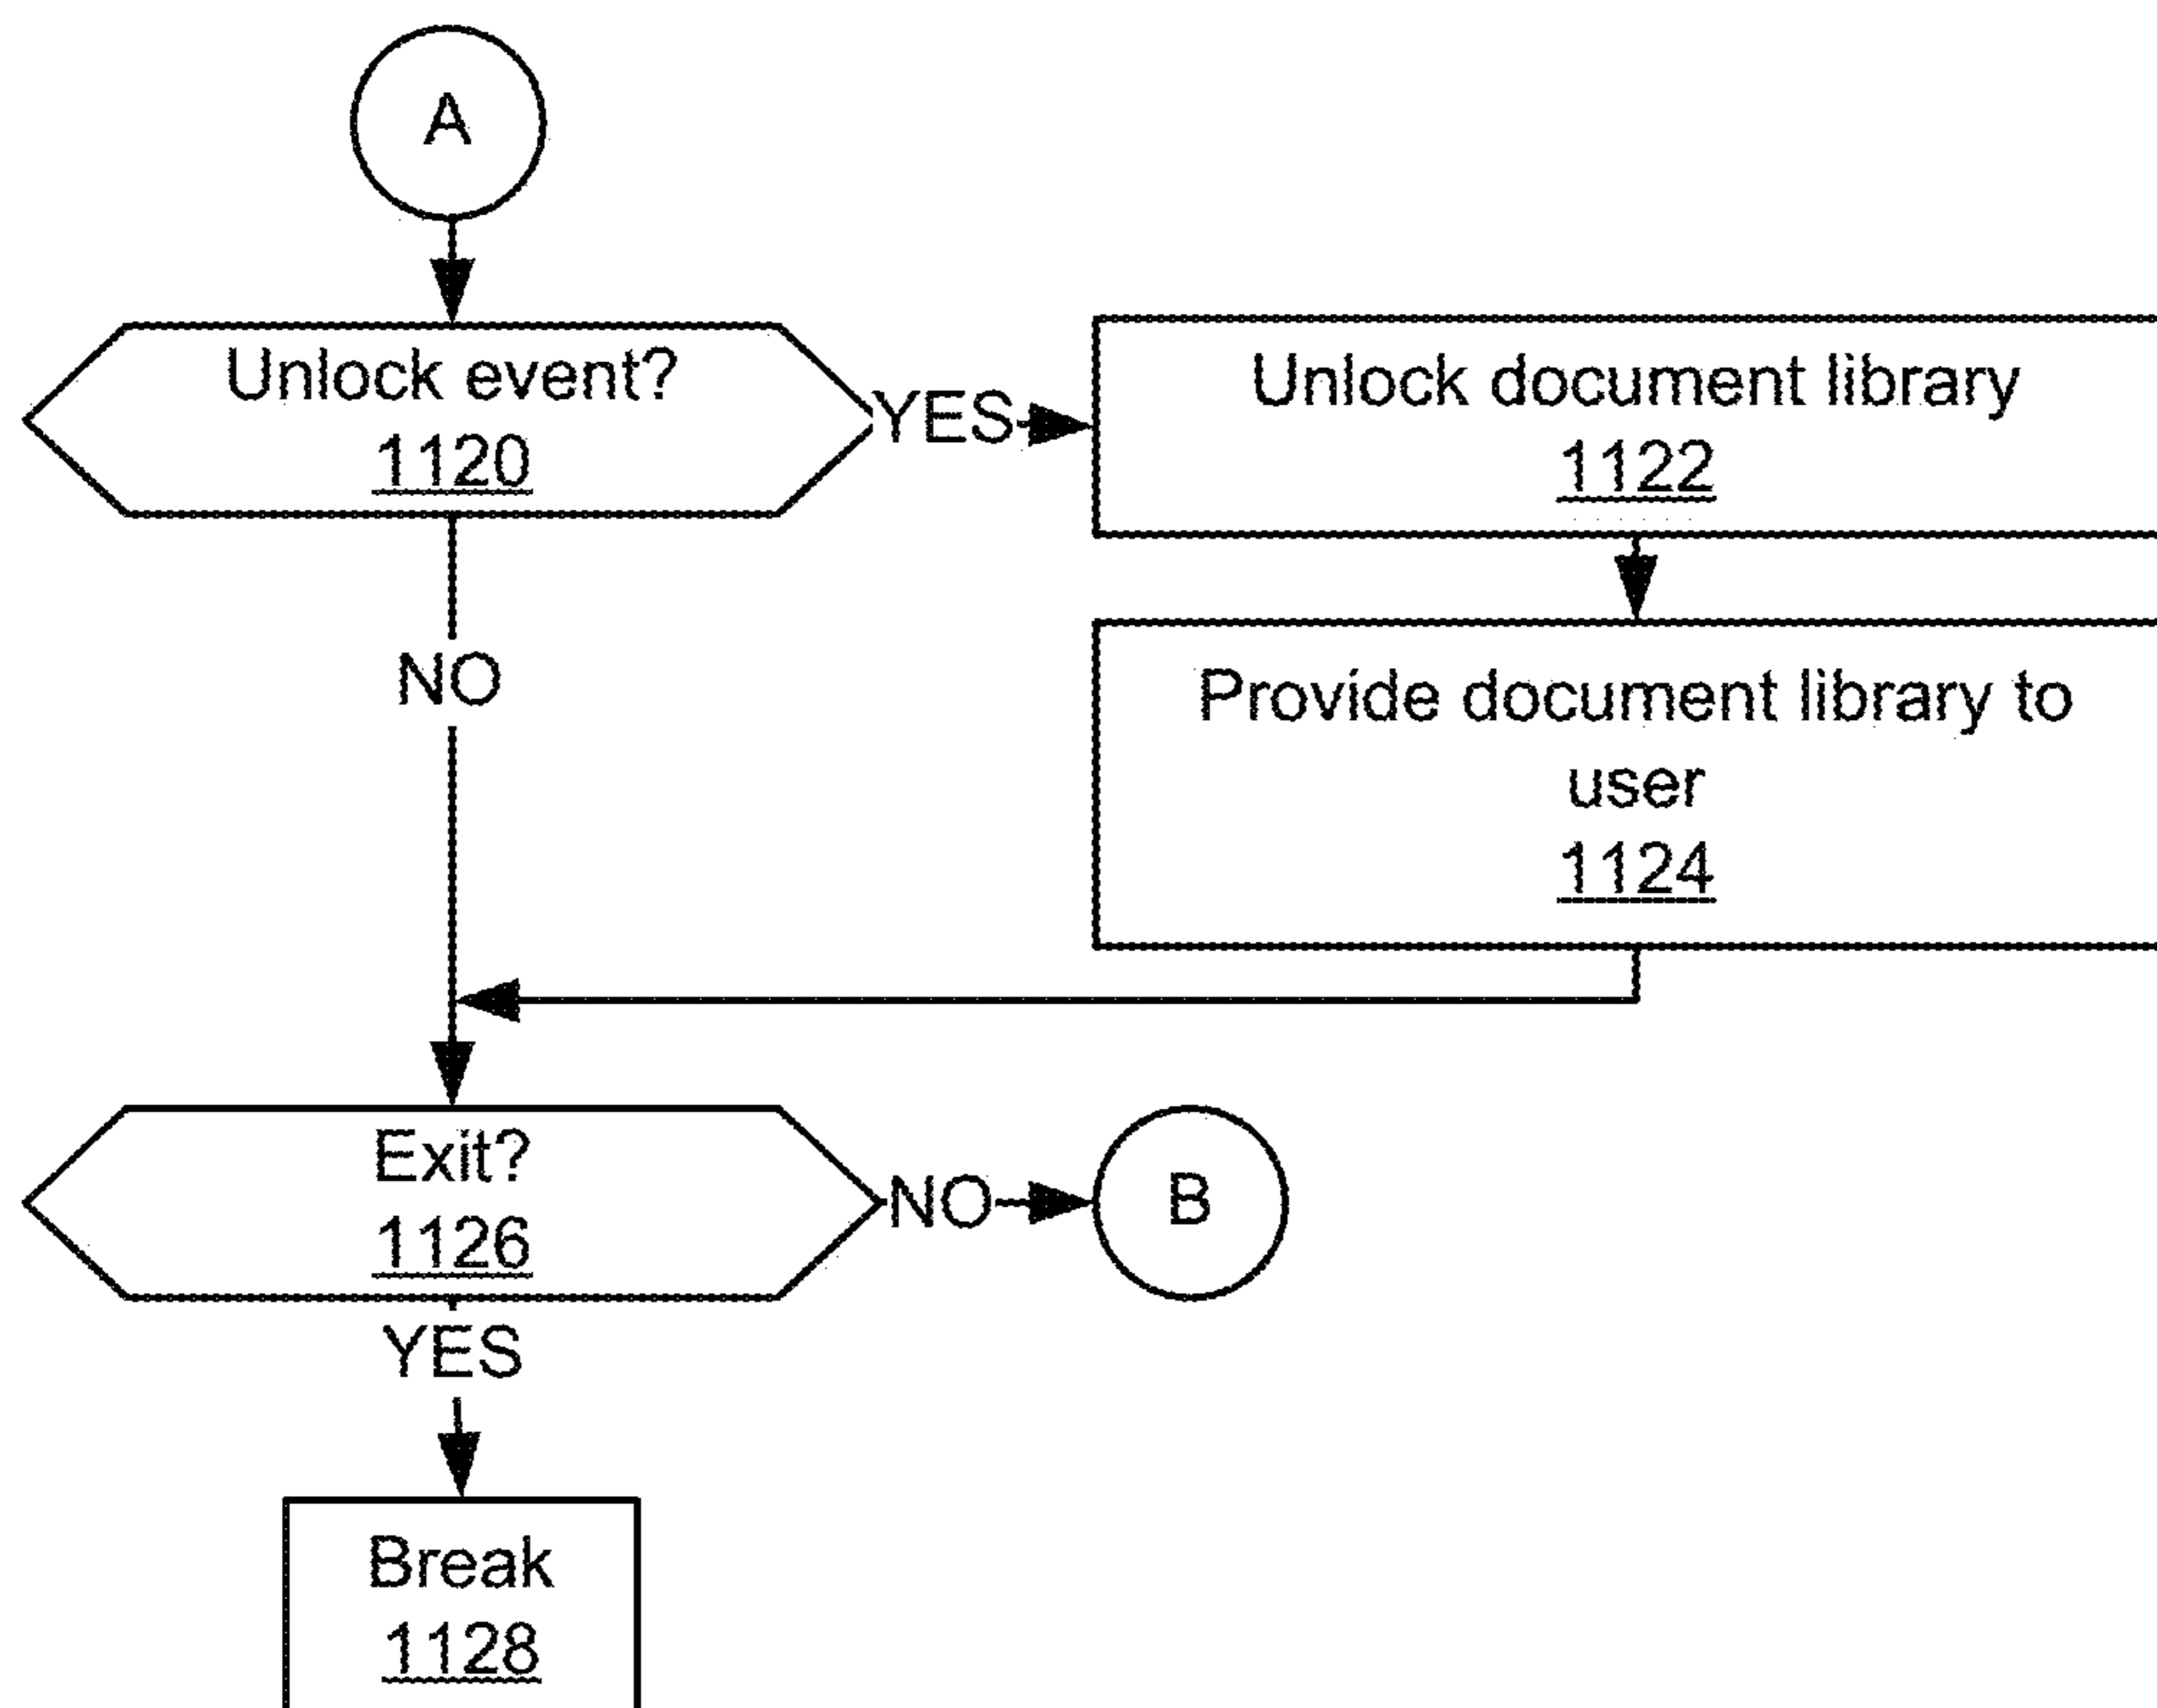 A
Unlock event?
1120
YES
Unlock document library
1122
NO
Provide document library to
user
1124
Exit?
1126
NO
B
YES
Break
1128